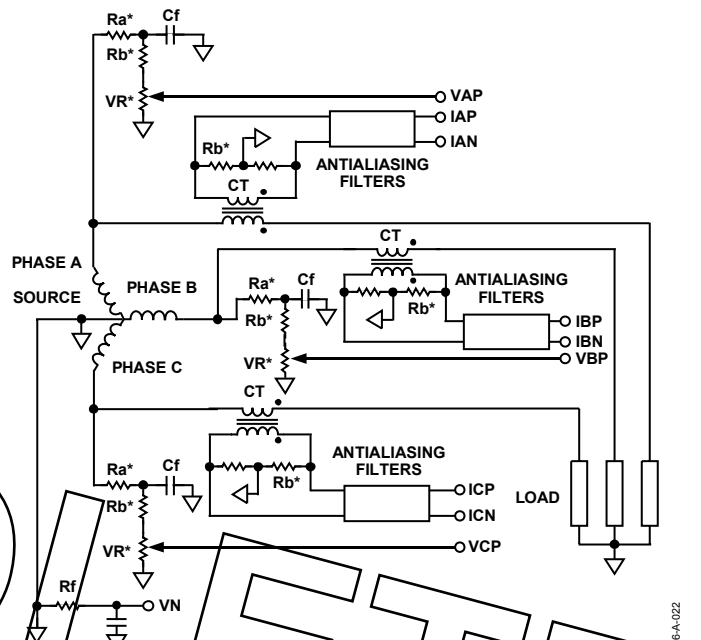 Ra*
Cf
Rb*
VR*
VAP
IAP
IAN
Rb*
ANTIALIASING
FILTERS
CT
CT
PHASE A
PHASE B
SOURCE
PHASE C
Ra*
Cf
Rb*
ANTIALIASING
FILTERS
Rb*
IBP
IBN
VBP
VR*
CT
ANTIALIASING
FILTERS
Ra*
Cf
Rb*
Rb*
ICP
ICN
LOAD
VR*
VCP
Rf
VN
6-A-022